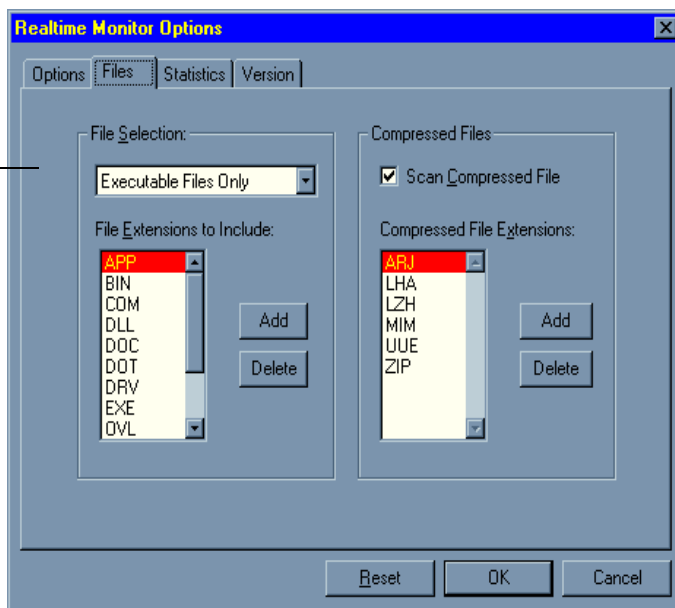 Realtime Monitor Options
Options Files Statistics Version
File Selection:
Executable Files Only
File Extensions to Include:
APP
BIN
COM
DLL
DOC
DOT
DRV
EXE
OVL
Add
Delete
Compressed Files
Scan Compressed File
Compressed File Extensions:
ARJ
LHA
LZH
MIM
UUE
ZIP
Add
Delete
Reset OK Cancel